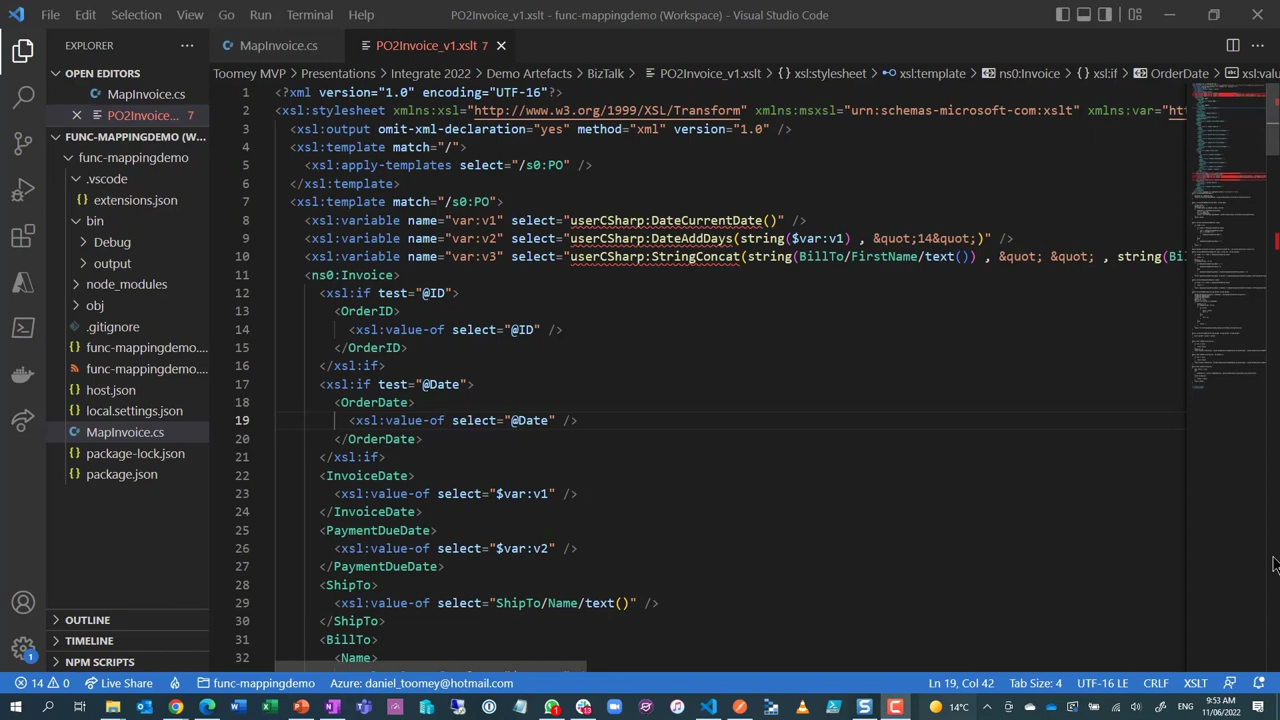 File Edit Selection View Go Run Terminal Help
PO2Invoice_v1.xslt - func-mappingdemo (Workspace) - Visual Studio Code
EXPLORER
MapInvoice.cs
PO2Invoice_v1.xslt 7
OPEN EDITORS
MapInvoice.cs
PO2Invoice_... 7
FUNC-MAPPINGDEMO (W...
func-mappingdemo
.vscode
extensions.json
Debug
output
node_modules
obj
.gitignore
func-mappingdemo....
func-mappingdemo....
host.json
local.settings.json
MapInvoice.cs
package-lock.json
package.json
OUTLINE
TIMELINE
NPM SCRIPTS
Toomey MVP > Presentations > Integrate 2022 > Demo Artefacts > BizTalk > PO2Invoice_v1.xslt > xsl:stylesheet > xsl:template > ns0:Invoice > xsl:if > OrderDate > xsl:valu
1 <?xml version="1.0" encoding="UTF-16"?>
2 <xsl:stylesheet xmlns:xsl="http://www.w3.org/1999/XSL/Transform" xmlns:msxsl="urn:schemas-microsoft-com:xslt" xmlns:var="ht
3 <xsl:output omit-xml-declaration="yes" method="xml" version="1.0" />
4 <xsl:template match="/">
5 <xsl:apply-templates select="/s0:PO" />
6 </xsl:template>
7 <xsl:template match="/s0:PO">
8 <xsl:variable name="var:v1" select="userCSharp:DateCurrentDate()" />
9 <xsl:variable name="var:v2" select="userCSharp:DateAddDays(string($var:v1) , &quot;14&quot;)" />
10 <xsl:variable name="var:v3" select="userCSharp:StringConcat(string(BillTo/FirstName/text()) , &quot; &quot; , string(Bi
11 <ns0:Invoice>
12 <xsl:if test="@ID">
13 <OrderID>
14 <xsl:value-of select="@ID" />
15 </OrderID>
16 </xsl:if>
17 <xsl:if test="@Date">
18 <OrderDate>
19 <xsl:value-of select="@Date" />
20 </OrderDate>
21 </xsl:if>
22 <InvoiceDate>
23 <xsl:value-of select="$var:v1" />
24 </InvoiceDate>
25 <PaymentDueDate>
26 <xsl:value-of select="$var:v2" />
27 </PaymentDueDate>
28 <ShipTo>
29 <xsl:value-of select="ShipTo/Name/text()" />
30 </ShipTo>
31 <BillTo>
32 <Name>
14 0 Live Share func-mappingdemo Azure: daniel_toomey@hotmail.com Ln 19, Col 42 Tab Size: 4 UTF-16 LE CRLF XSLT
14°C
9:53 AM
11/06/2022